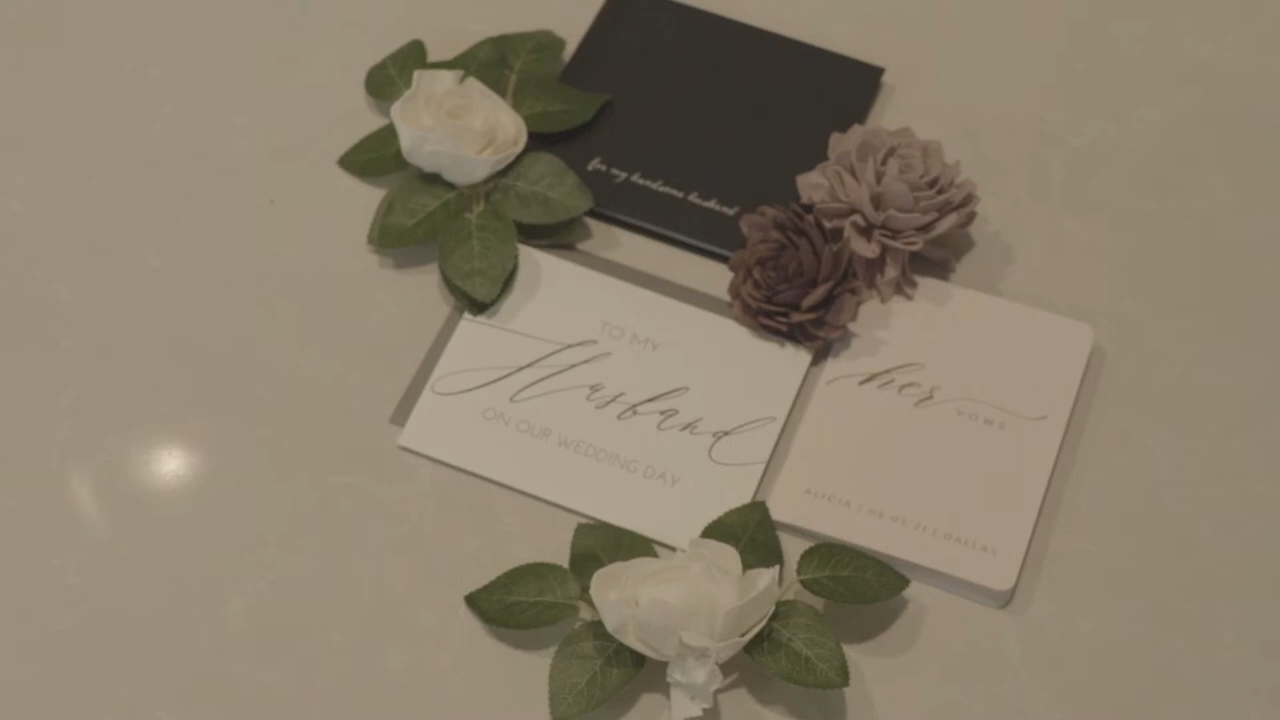 for my handsome husband
TO MY
Husband
ON OUR WEDDING DAY
her
VOWS
ALICIA | 09.05.21 | DALLAS